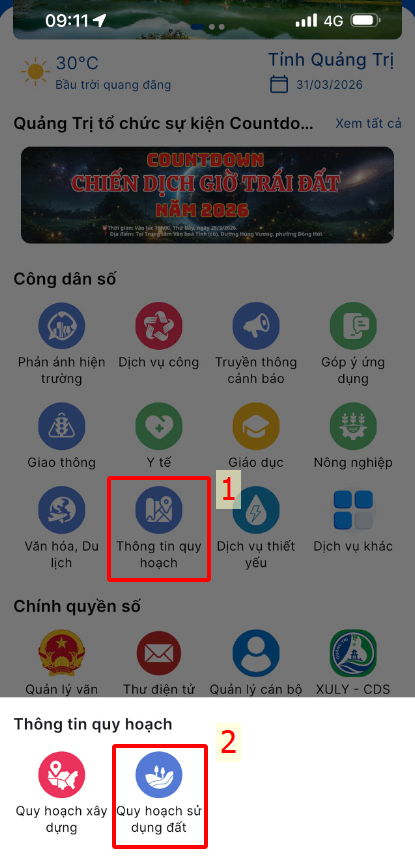 09:11
4G
30°C
Tỉnh Quảng Trị
Bầu trời quang đãng
31/03/2026
Quảng Trị tổ chức sự kiện Countdo...
Xem tất cả
COUNTDOWN
CHIẾN DỊCH GIỜ TRÁI ĐẤT
NĂM 2026
Công dân số
Phản ánh hiện
trường
Dịch vụ công
Truyền thông
cảnh báo
Góp ý ứng
dụng
Giao thông
Y tế
Giáo dục
Nông nghiệp
1
Văn hóa, Du
lịch
Thông tin quy
hoạch
Dịch vụ thiết
yếu
Dịch vụ khác
Chính quyền số
Quản lý văn
Thư điện tử
Quản lý cán bộ
XULY - CDS
Thông tin quy hoạch
2
Quy hoạch xây
dựng
Quy hoạch sử
dụng đất